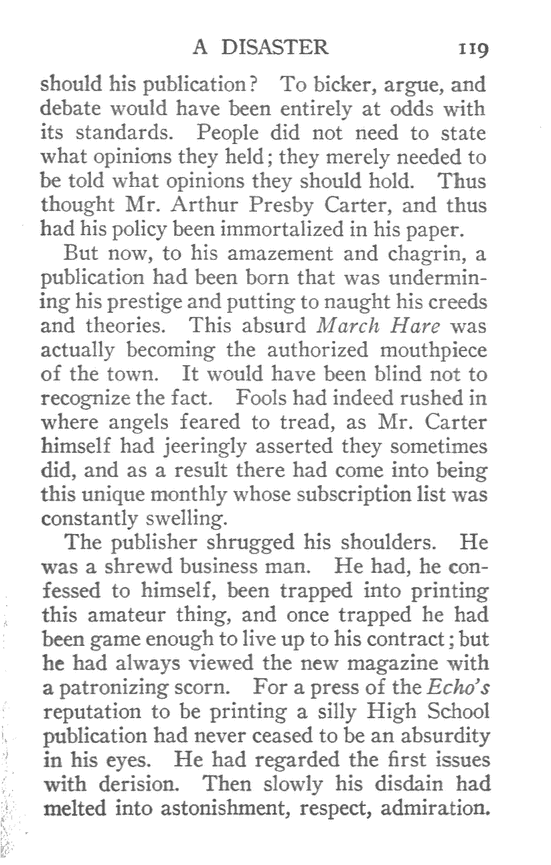 A DISASTER 119
should his publication? To bicker, argue, and
debate would have been entirely at odds with
its standards. People did not need to state
what opinions they held; they merely needed to
be told what opinions they should hold. Thus
thought Mr. Arthur Presby Carter, and thus
had his policy been immortalized in his paper.
But now, to his amazement and chagrin, a
publication had been born that was undermin-
ing his prestige and putting to naught his creeds
and theories. This absurd March Hare was
actually becoming the authorized mouthpiece
of the town. It would have been blind not to
recognize the fact. Fools had indeed rushed in
where angels feared to tread, as Mr. Carter
himself had jeeringly asserted they sometimes
did, and as a result there had come into being
this unique monthly whose subscription list was
constantly swelling.
The publisher shrugged his shoulders. He
was a shrewd business man. He had, he con-
fessed to himself, been trapped into printing
this amateur thing, and once trapped he had
been game enough to live up to his contract; but
he had always viewed the new magazine with
a patronizing scorn. For a press of the Echo's
reputation to be printing a silly High School
publication had never ceased to be an absurdity
in his eyes. He had regarded the first issues
with derision. Then slowly his disdain had
melted into astonishment, respect, admiration.